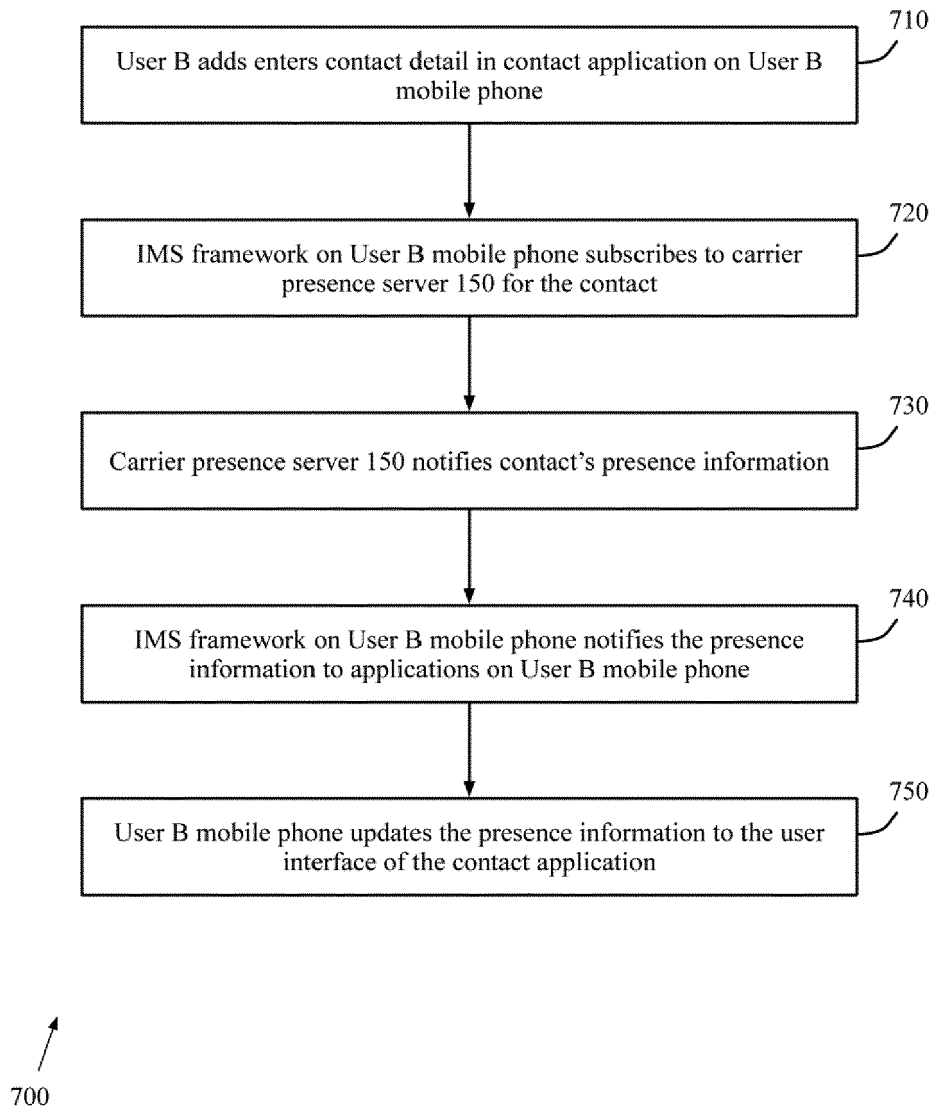 710
User B adds enters contact detail in contact application on User B
mobile phone
720
IMS framework on User B mobile phone subscribes to carrier
presence server 150 for the contact
730
Carrier presence server 150 notifies contact’s presence information
740
IMS framework on User B mobile phone notifies the presence
information to applications on User B mobile phone
750
User B mobile phone updates the presence information to the user
interface of the contact application
700